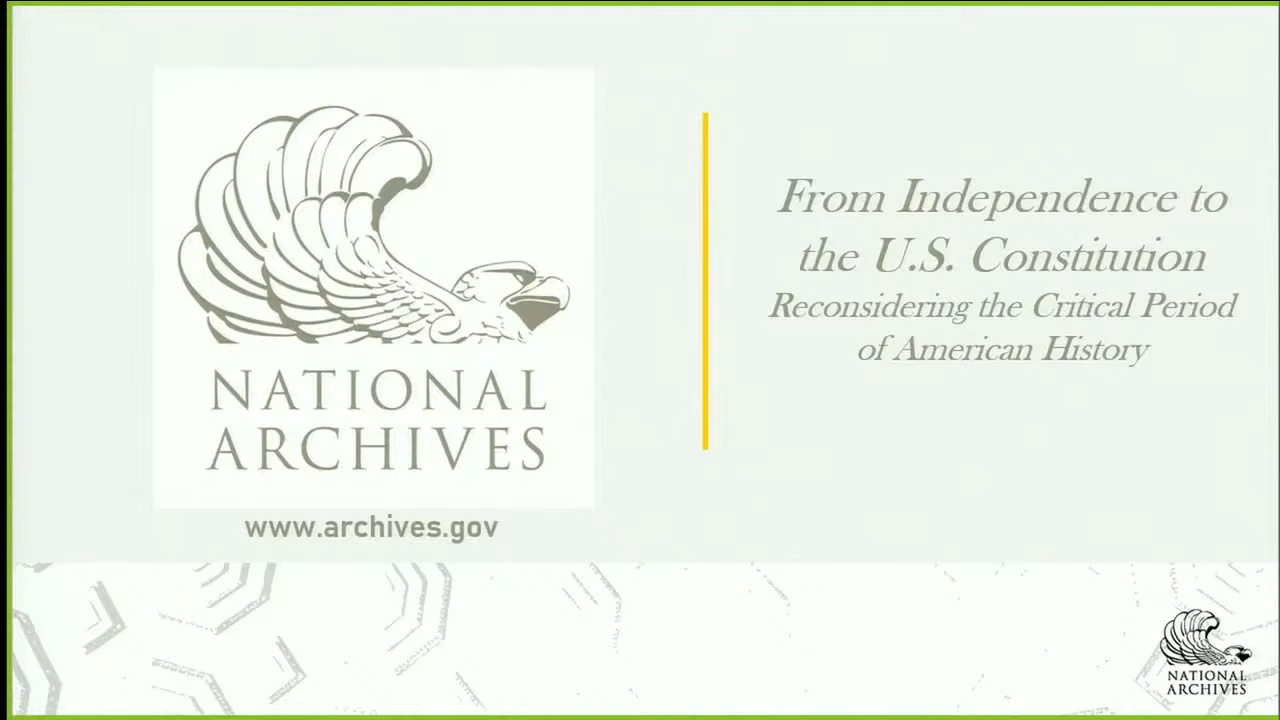 NATIONAL
ARCHIVES
www.archives.gov
From Independence to
the U.S. Constitution
Reconsidering the Critical Period
of American History
NATIONAL
ARCHIVES